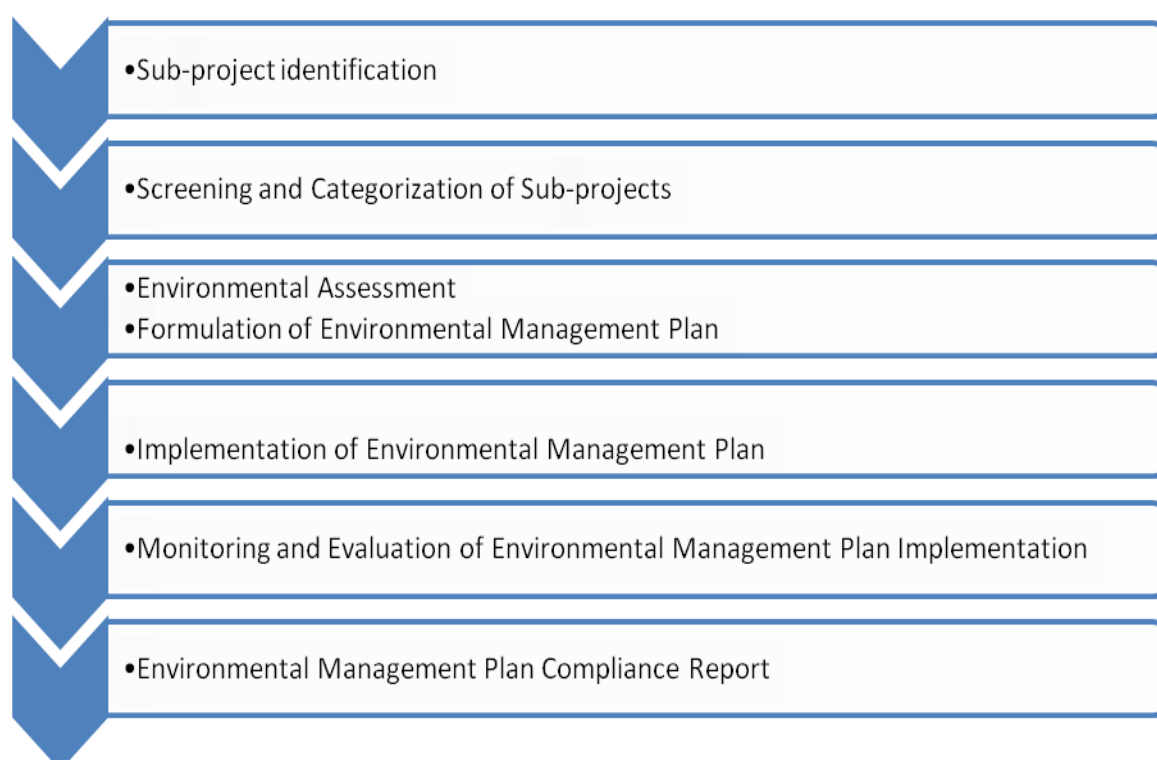 •Sub-project identification
•Screening and Categorization of Sub-projects
•Environmental Assessment
•Formulation of Environmental Management Plan
•Implementation of Environmental Management Plan
•Monitoring and Evaluation of Environmental Management Plan Implementation
•Environmental Management Plan Compliance Report